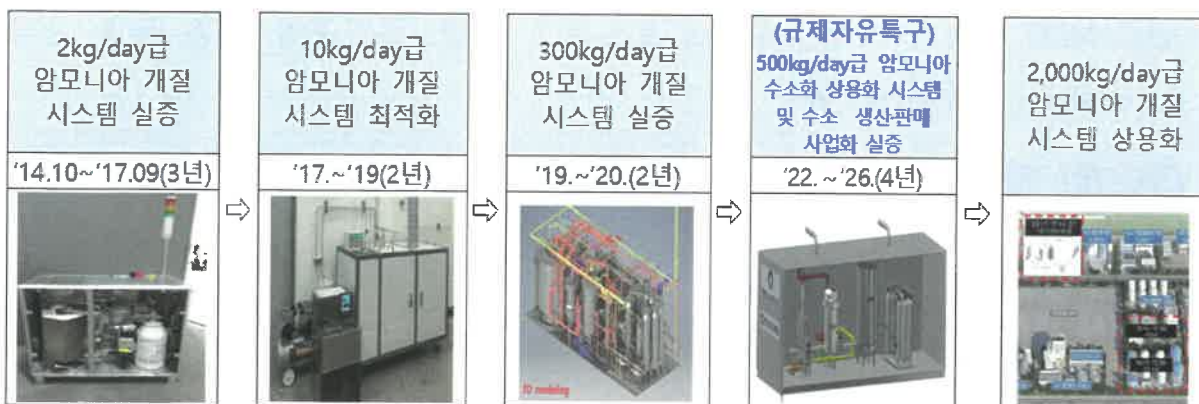 2kg/day급
암모니아 개질
시스템 실증
'14.10~'17.09(3년)
10kg/day급
암모니아 개질
시스템 최적화
'17.~'19(2년)
300kg/day급
암모니아 개질
시스템 실증
'19.~'20.(2년)
3D modeling
(규제자유특구)
500kg/day급 암모니아
수소화 상용화 시스템
및 수소 생산·판매
사업화 실증
'22.~'26.(4년)
2,000kg/day급
암모니아 개질
시스템 상용화